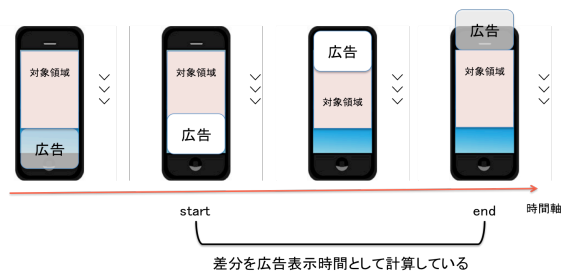 広告
対象領域
対象領域
対象領域
対象領域
広告
広告
広告
start
end
時間軸
差分を広告表示時間として計算している